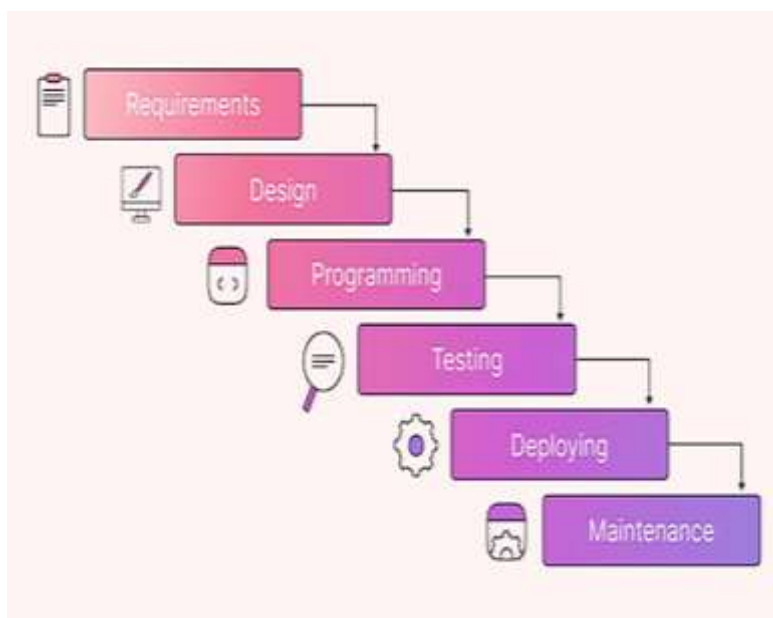 Requirements
Design
Programming
Testing
Deploying
Maintenance